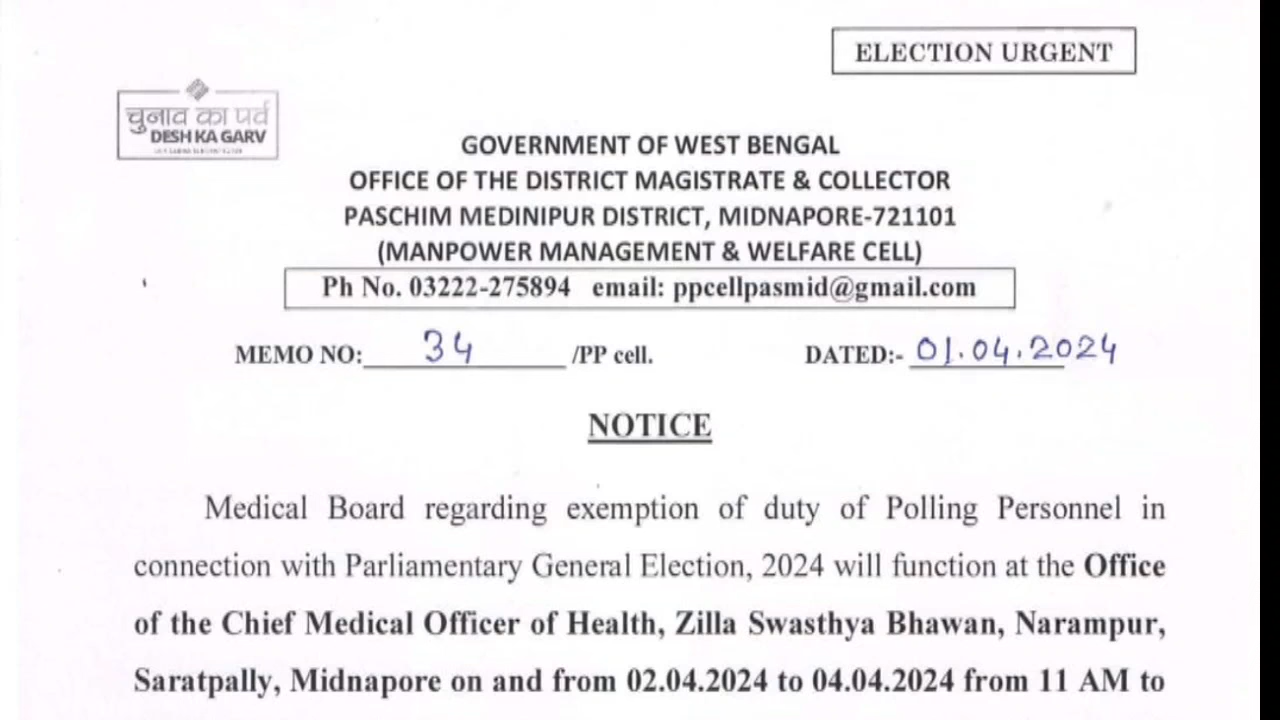 ELECTION URGENT
चुनाव का पर्व
DESH KA GARV
GOVERNMENT OF WEST BENGAL
OFFICE OF THE DISTRICT MAGISTRATE & COLLECTOR
PASCHIM MEDINIPUR DISTRICT, MIDNAPORE-721101
(MANPOWER MANAGEMENT & WELFARE CELL)
Ph No. 03222-275894 email: ppcellpasmid@gmail.com
MEMO NO: 34 /PP cell. DATED:- 01.04.2024
NOTICE
Medical Board regarding exemption of duty of Polling Personnel in
connection with Parliamentary General Election, 2024 will function at the Office
of the Chief Medical Officer of Health, Zilla Swasthya Bhawan, Narampur,
Saratpally, Midnapore on and from 02.04.2024 to 04.04.2024 from 11 AM to